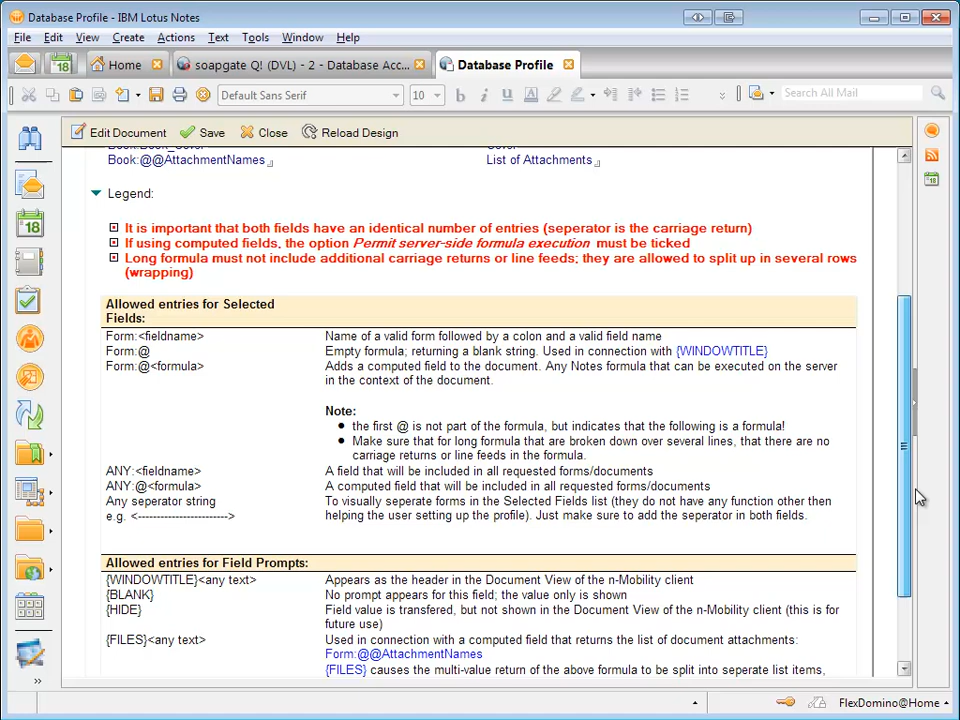 Database Profile - IBM Lotus Notes
File Edit View Create Actions Text Tools Window Help
Home soapgate Q! (DVL) - 2 - Database Acc... Database Profile
Default Sans Serif 10 b i U A Search All Mail
Edit Document Save Close Reload Design
Book:@@AttachmentNames List of Attachments
Legend:
It is important that both fields have an identical number of entries (seperator is the carriage return)
If using computed fields, the option Permit server-side formula execution must be ticked
Long formula must not include additional carriage returns or line feeds; they are allowed to split up in several rows
(wrapping)
Allowed entries for Selected
Fields:
Form:<fieldname> Name of a valid form followed by a colon and a valid field name
Form:@ Empty formula; returning a blank string. Used in connection with {WINDOWTITLE}
Form:@<formula> Adds a computed field to the document. Any Notes formula that can be executed on the server
in the context of the document.
Note:
the first @ is not part of the formula, but indicates that the following is a formula!
Make sure that for long formula that are broken down over several lines, that there are no
carriage returns or line feeds in the formula.
ANY:<fieldname> A field that will be included in all requested forms/documents
ANY:@<formula> A computed field that will be included in all requested forms/documents
Any seperator string To visually seperate forms in the Selected Fields list (they do not have any function other then
e.g. <------------------------> helping the user setting up the profile). Just make sure to add the seperator in both fields.
Allowed entries for Field Prompts:
{WINDOWTITLE}<any text> Appears as the header in the Document View of the n-Mobility client
{BLANK} No prompt appears for this field; the value only is shown
{HIDE} Field value is transfered, but not shown in the Document View of the n-Mobility client (this is for
future use)
{FILES}<any text> Used in connection with a computed field that returns the list of document attachments:
Form:@@AttachmentNames
{FILES} causes the multi-value return of the above formula to be split into seperate list items,
FlexDomino@Home